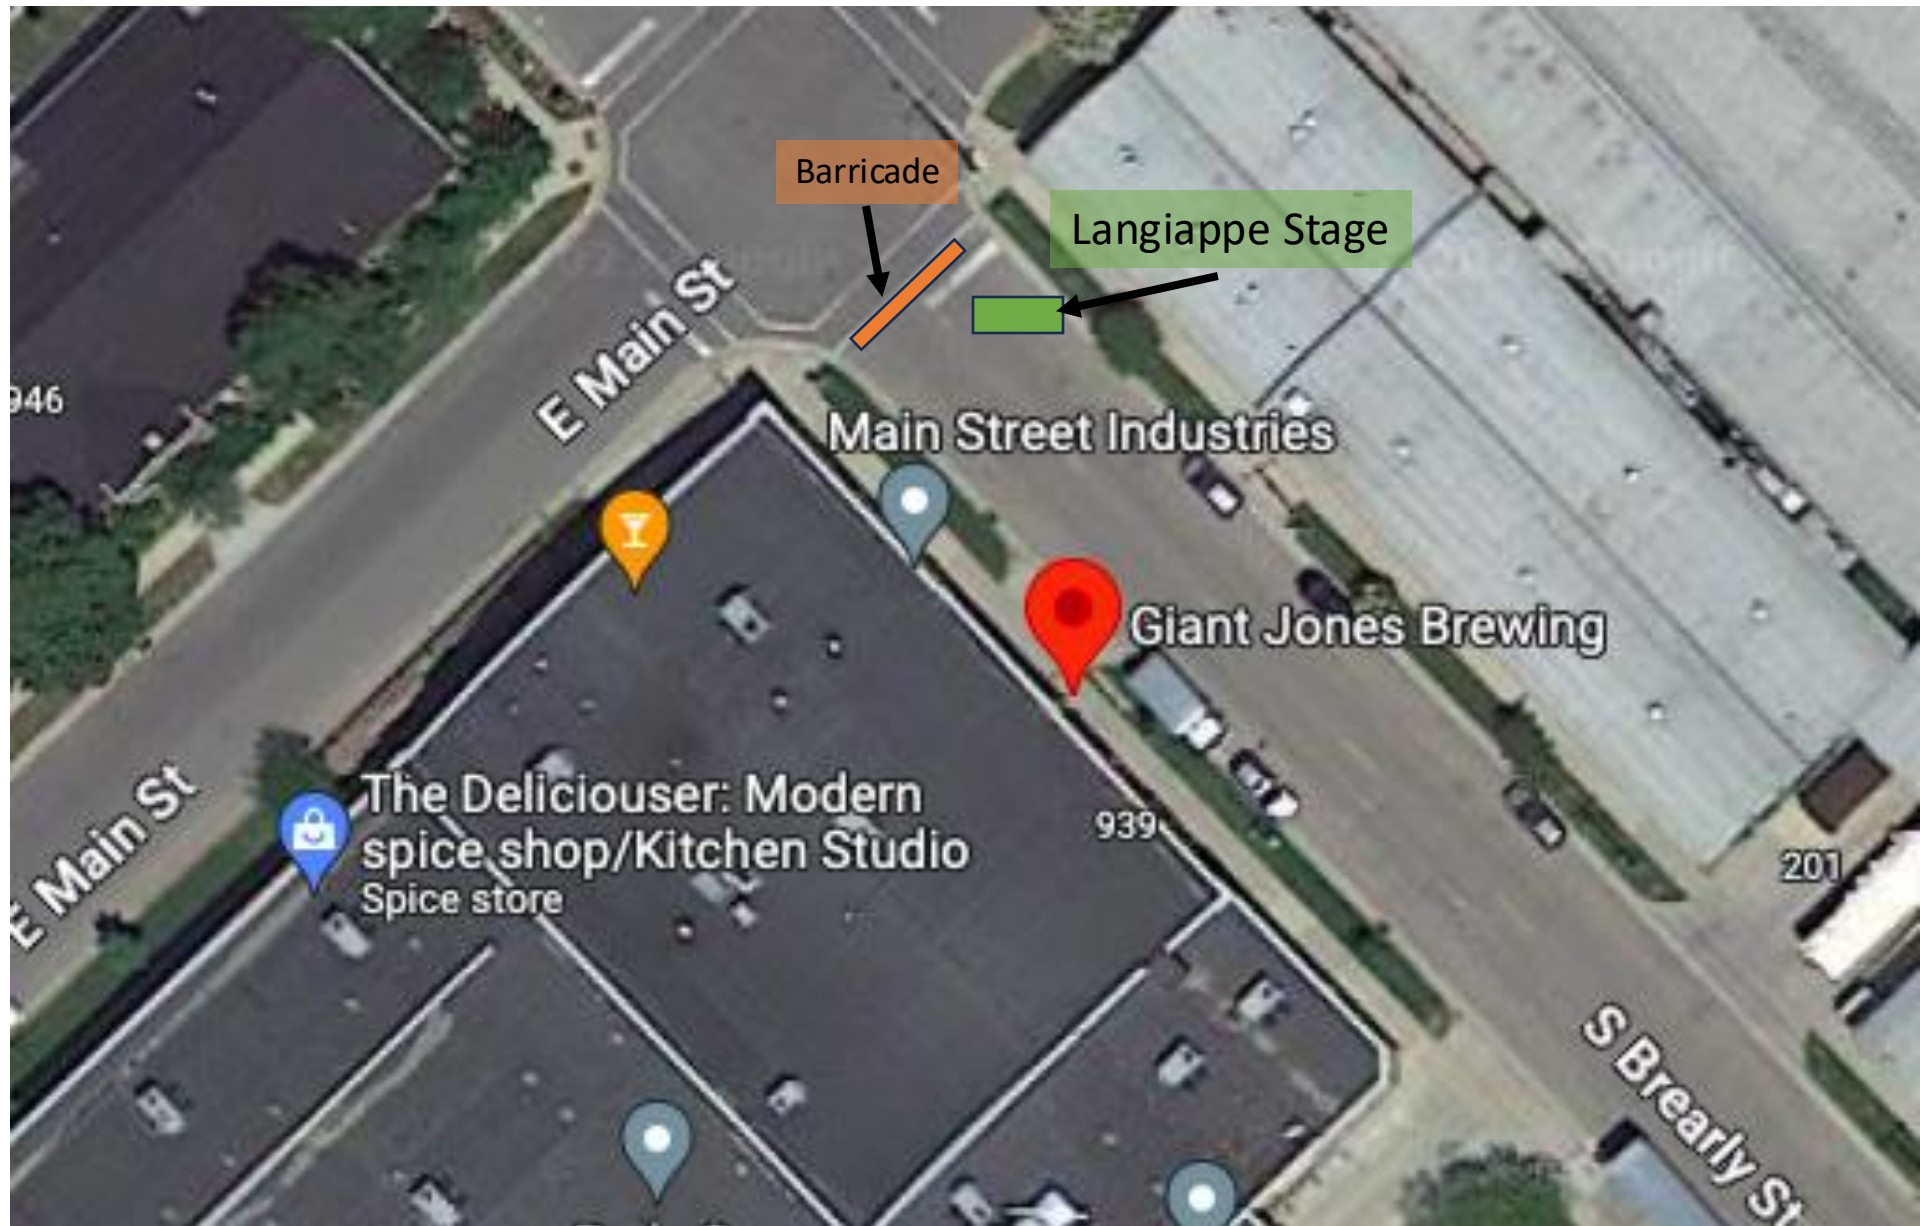 Barricade
Langiappe Stage
E Main St
946
Main Street Industries
Giant Jones Brewing
The Deliciouser: Modern
spice shop/Kitchen Studio
Spice store
939
201
E Main St
S Brearly St